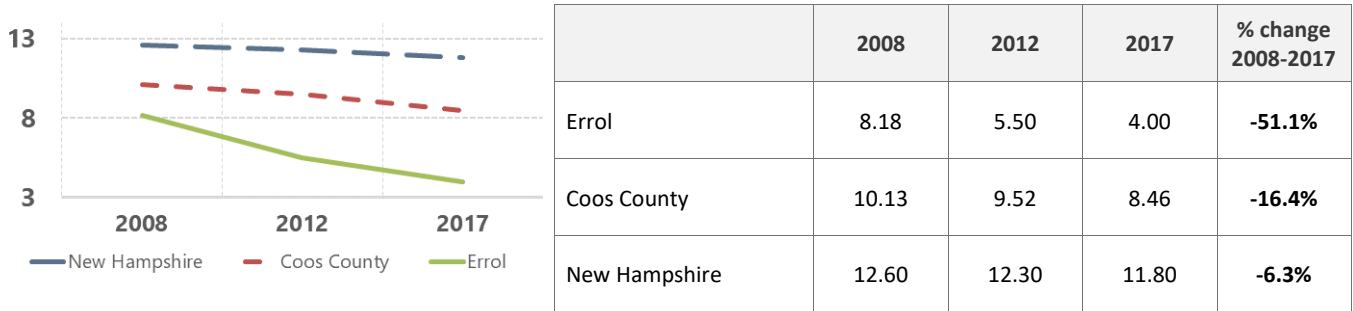 13
8
3
2008 2012 2017
New Hampshire Coos County Errol
2008 2012 2017 % change
2008-2017
Errol 8.18 5.50 4.00 -51.1%
Coos County 10.13 9.52 8.46 -16.4%
New Hampshire 12.60 12.30 11.80 -6.3%